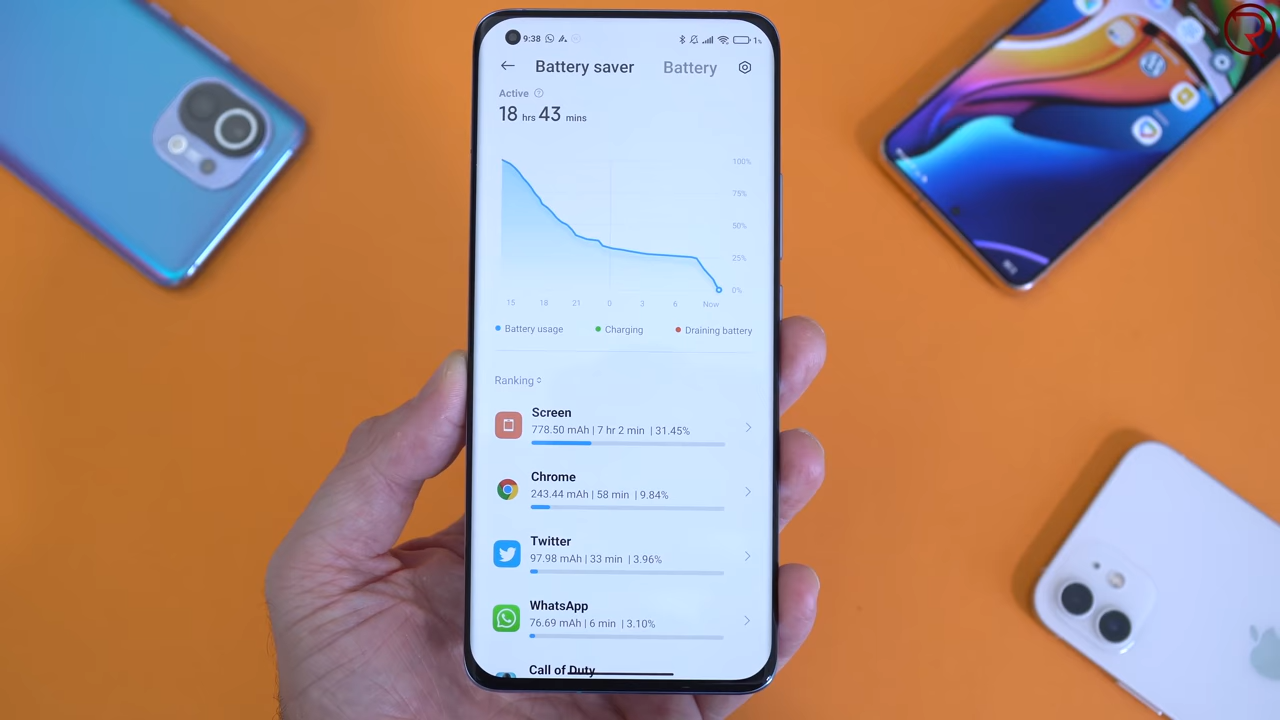 9:38 1%
Battery saver Battery
Active ?
18 hrs 43 mins
100%
75%
50%
25%
0%
15 18 21 0 3 6 Now
Battery usage Charging Draining battery
Ranking
Screen
778.50 mAh | 7 hr 2 min | 31.45%
Chrome
243.44 mAh | 58 min | 9.84%
Twitter
97.98 mAh | 33 min | 3.96%
WhatsApp
76.69 mAh | 6 min | 3.10%
Call of Duty